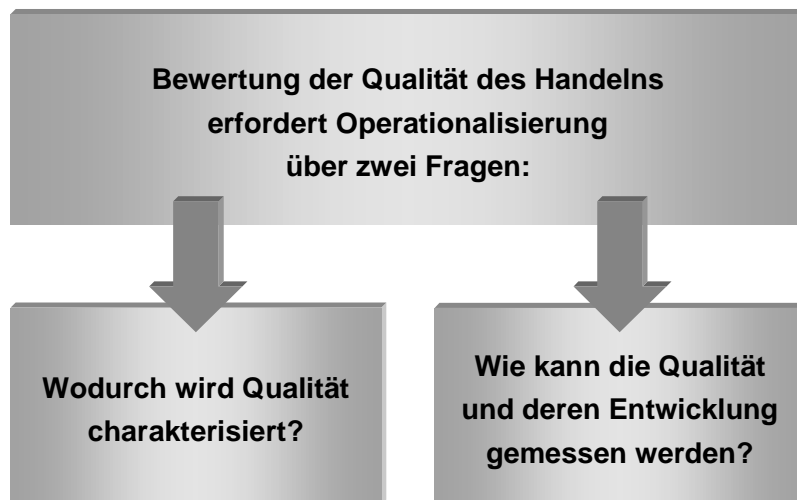 Bewertung der Qualität des Handelns
erfordert Operationalisierung
über zwei Fragen:
Wodurch wird Qualität
charakterisiert?
Wie kann die Qualität
und deren Entwicklung
gemessen werden?